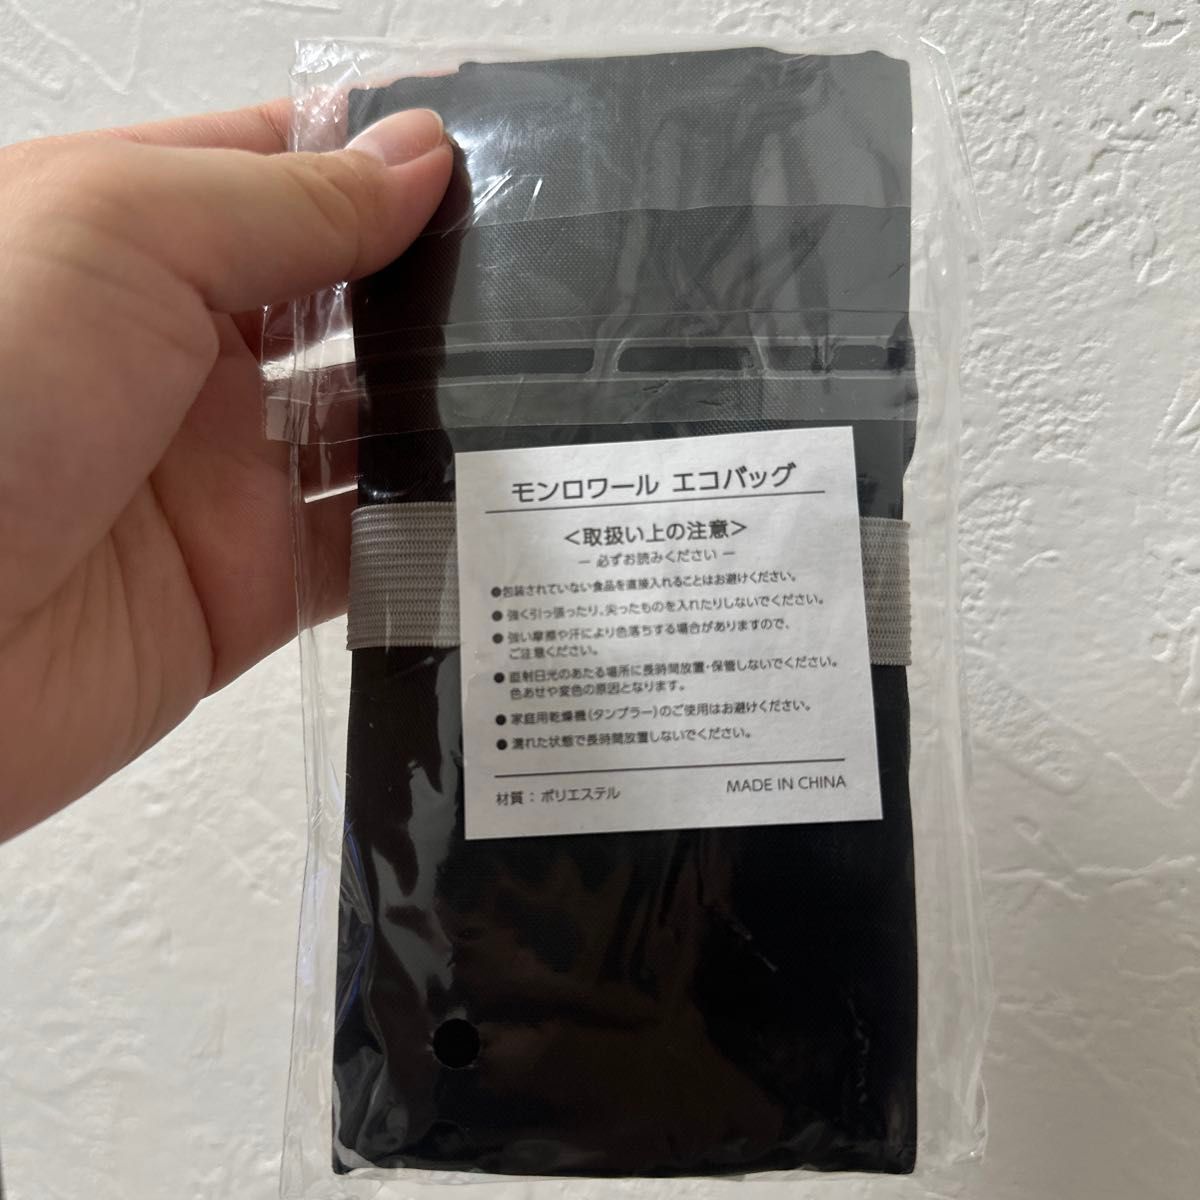 モンロワール エコバッグ
＜取扱い上の注意＞
－ 必ずお読みください －
●包装されていない食品を直接入れることはお避けください。
●強く引っ張ったり、尖ったものを入れたりしないでください。
●強い摩擦や汗により色落ちする場合がありますので、
ご注意ください。
●直射日光のあたる場所に長時間放置・保管しないでください。
色あせや変色の原因となります。
●家庭用乾燥機（タンブラー）のご使用はお避けください。
●濡れた状態で長時間放置しないでください。
材質：ポリエステル MADE IN CHINA